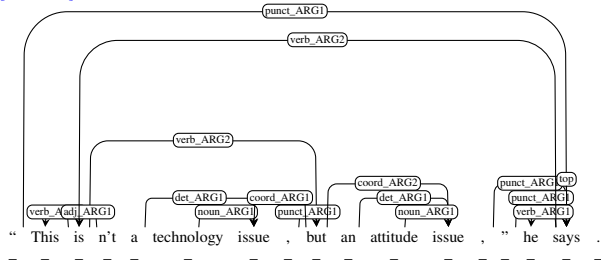 punct_ARG1
verb_ARG2
verb_ARG2
coord_ARG2
punct_ARG1 top
det_ARG1 coord_ARG1 det_ARG1 punct_ARG1
adj_ARG1 noun_ARG1 punct_ARG1 noun_ARG1 verb_ARG1
“ This is n't a technology issue , but an attitude issue , ” he says .